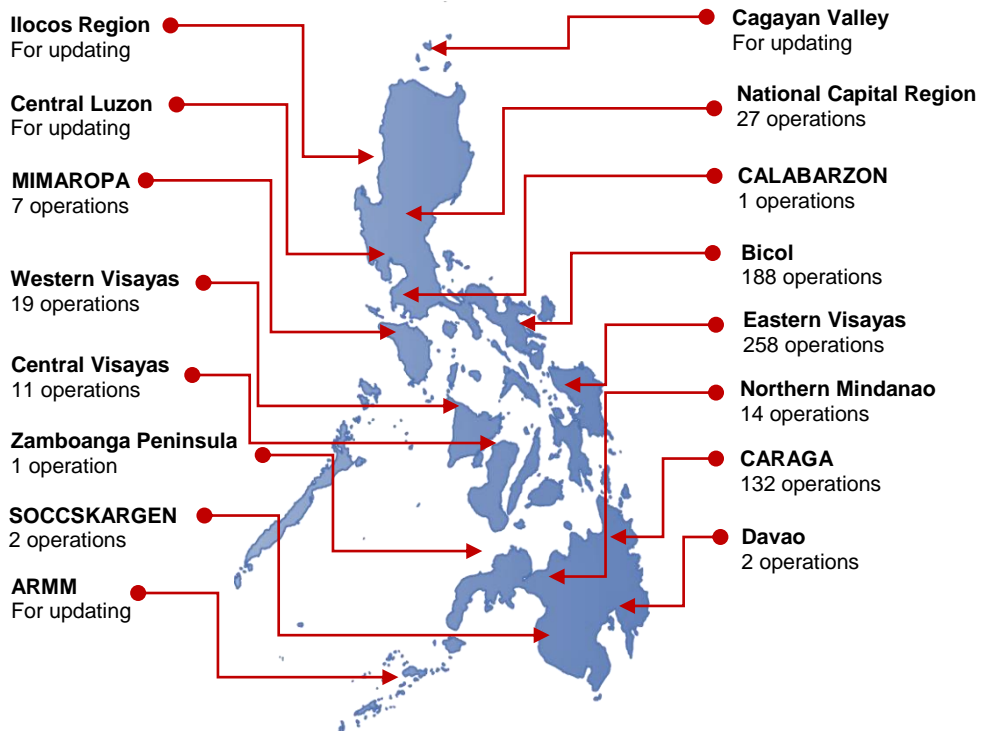 Ilocos Region
For updating
Central Luzon
For updating
MIMAROPA
7 operations
Western Visayas
19 operations
Central Visayas
11 operations
Zamboanga Peninsula
1 operation
SOCCSKARGEN
2 operations
ARMM
For updating
Cagayan Valley
For updating
National Capital Region
27 operations
CALABARZON
1 operations
Bicol
188 operations
Eastern Visayas
258 operations
Northern Mindanao
14 operations
CARAGA
132 operations
Davao
2 operations